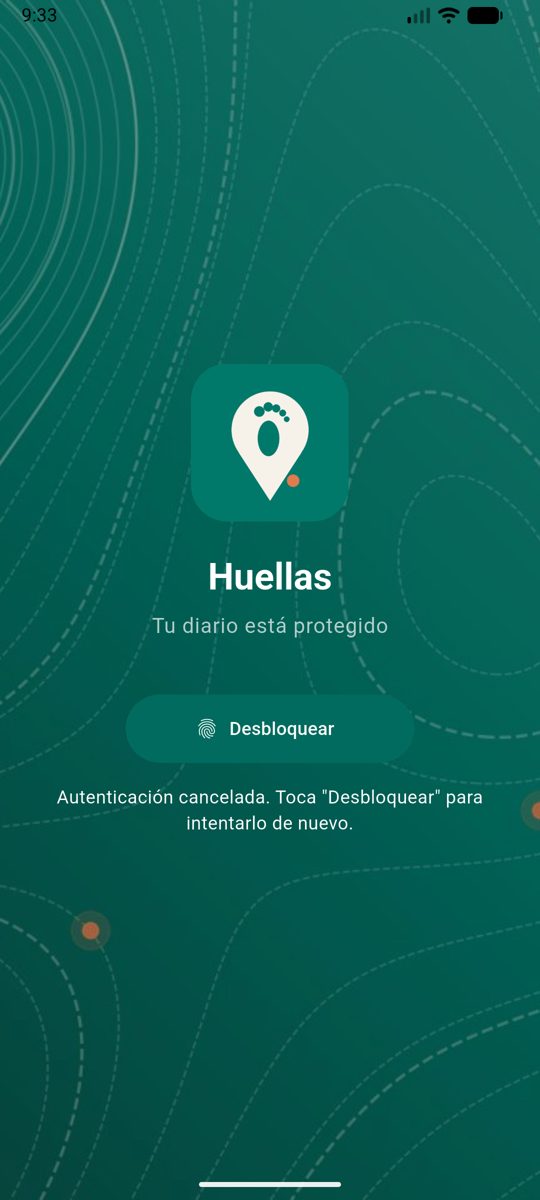 9:33
Huellas
Tu diario está protegido
Desbloquear
Autenticación cancelada. Toca "Desbloquear" para
intentarlo de nuevo.